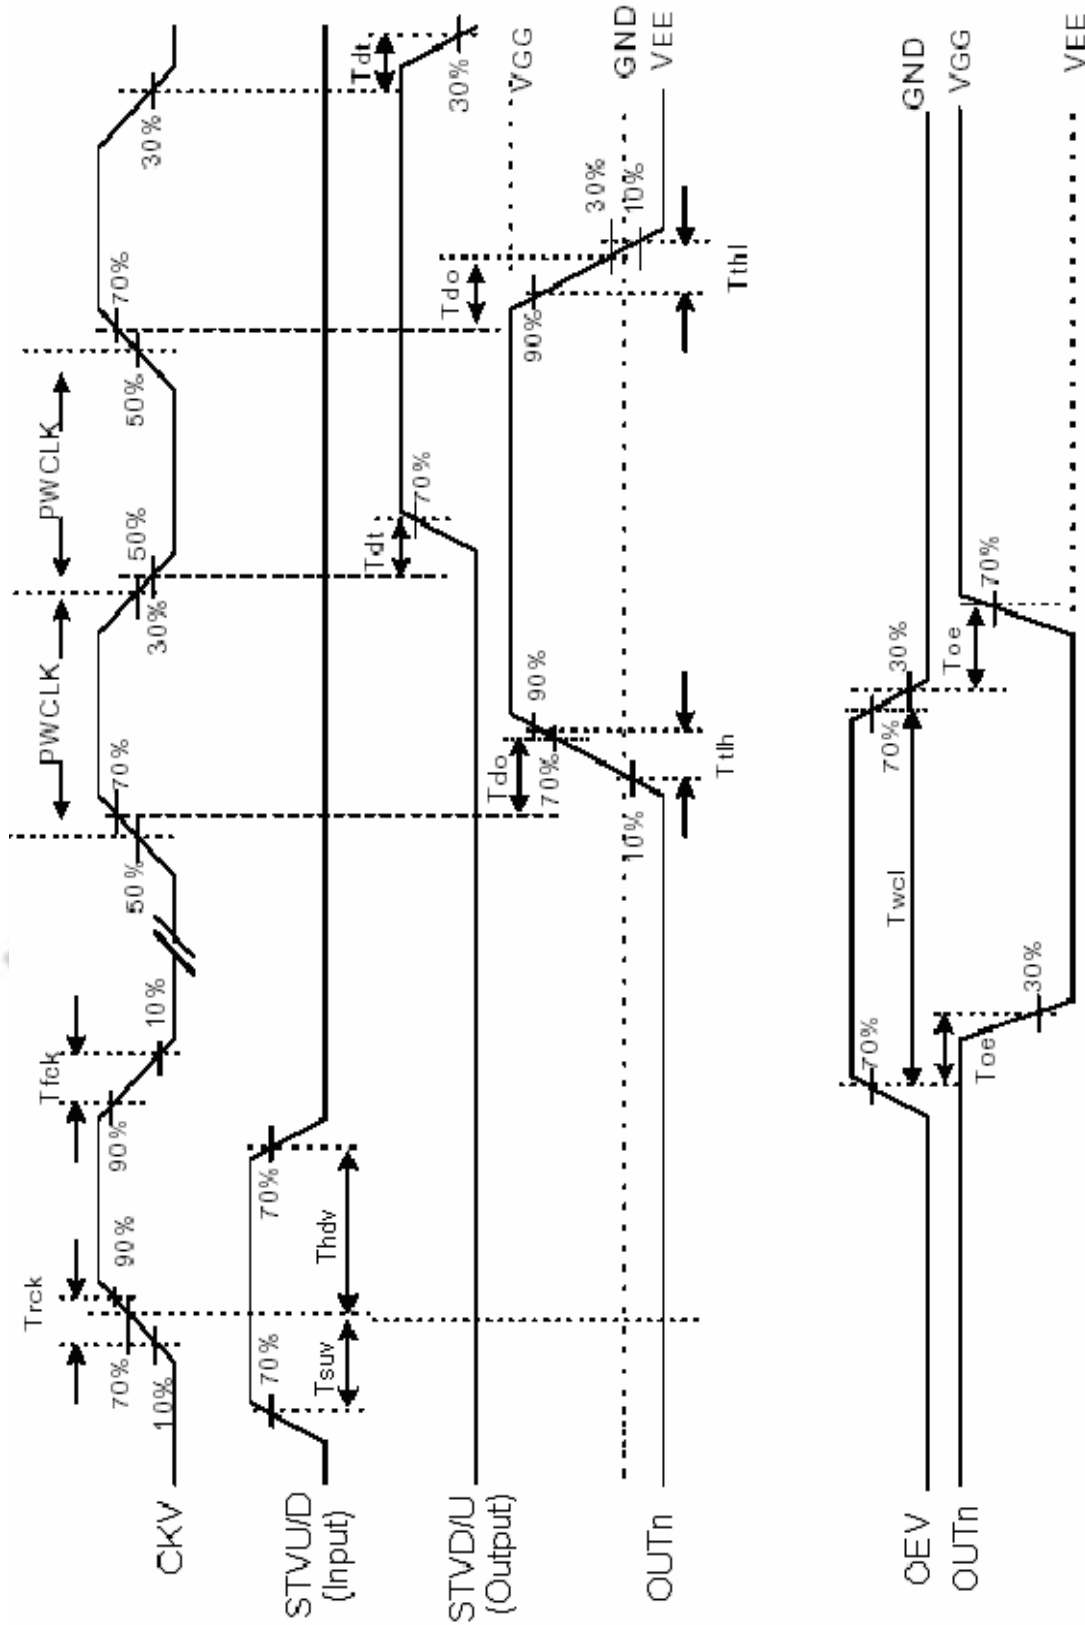 CKV
Trck
70%
10%
90%
Tfck
90%
10%
50%
70%
PWCLK
30%
50%
PWCLK
50%
70%
30%
STVU/D
(Input)
70%
Tsuv
Thdv
70%
STVD/U
(Output)
Tdt
70%
Tdt
30%
OUTn
10%
Tdo
70%
90%
Ttlh
Tdo
90%
30%
10%
Tthl
VGG
GND
VEE
OEV
70%
Twcl
70%
30%
GND
OUTn
Toe
30%
Toe
70%
VGG
VEE